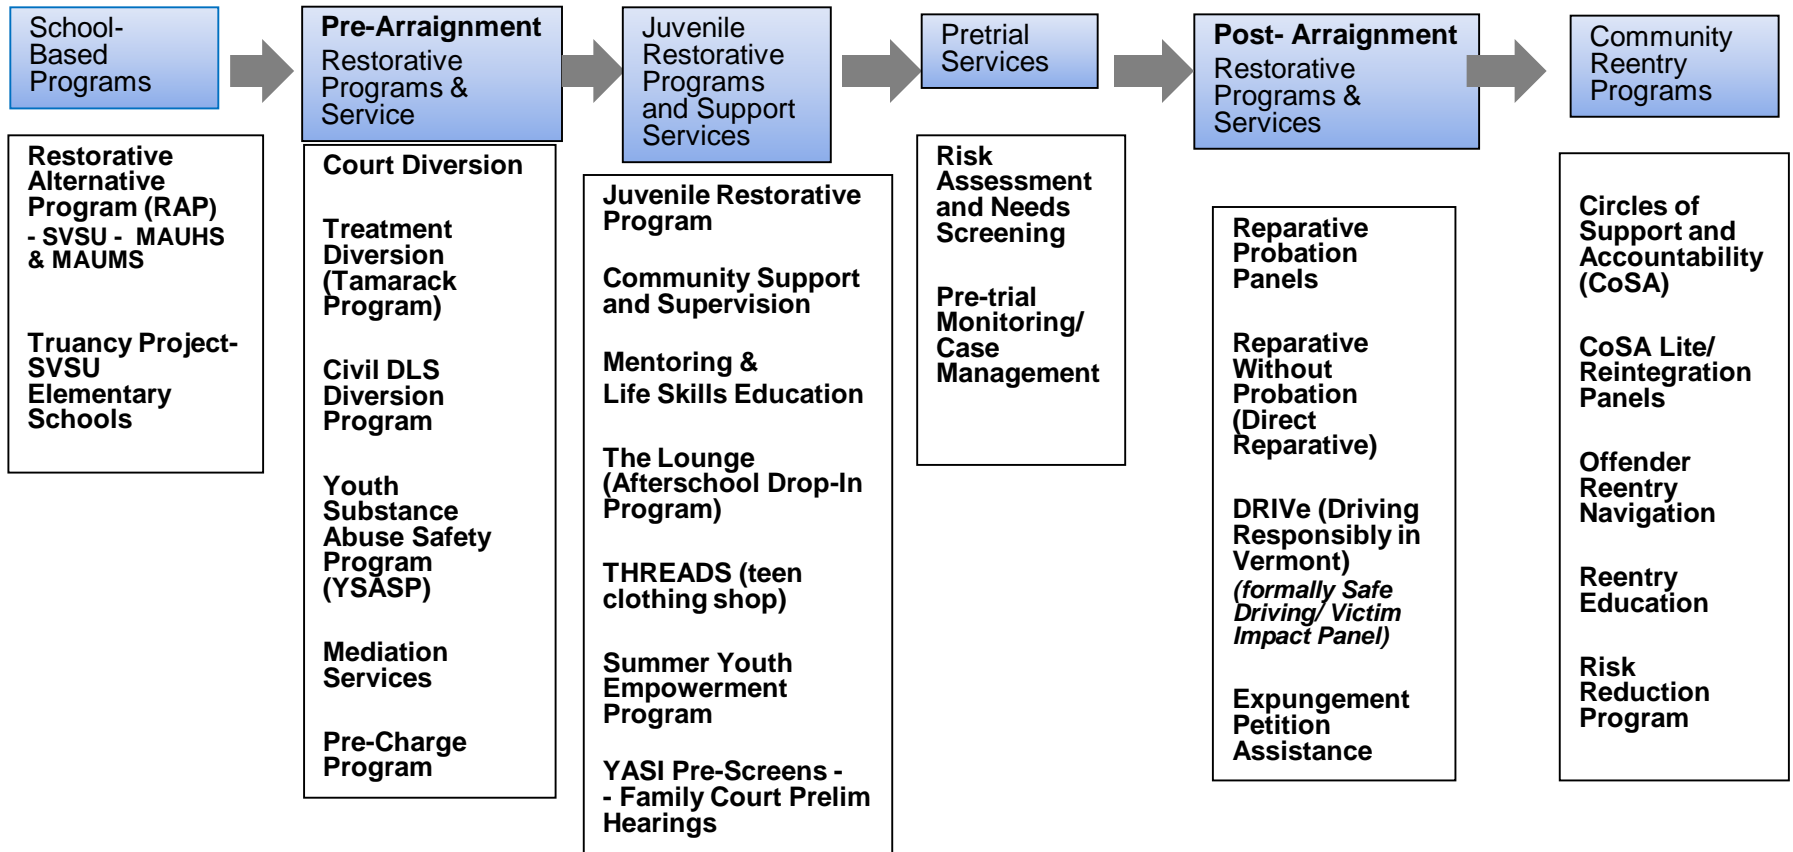 School-
Based
Programs
Pre-Arraignment
Restorative
Programs &
Service
Juvenile
Restorative
Programs
and Support
Services
Pretrial
Services
Post- Arraignment
Restorative
Programs &
Services
Community
Reentry
Programs
Restorative
Alternative
Program (RAP)
- SVSU - MAUHS
& MAUMS
Truancy Project-
SVSU
Elementary
Schools
Court Diversion
Treatment
Diversion
(Tamarack
Program)
Civil DLS
Diversion
Program
Youth
Substance
Abuse Safety
Program
(YSASP)
Mediation
Services
Pre-Charge
Program
Juvenile Restorative
Program
Community Support
and Supervision
Mentoring &
Life Skills Education
The Lounge
(Afterschool Drop-In
Program)
THREADS (teen
clothing shop)
Summer Youth
Empowerment
Program
YASI Pre-Screens -
- Family Court Prelim
Hearings
Risk
Assessment
and Needs
Screening
Pre-trial
Monitoring/
Case
Management
Reparative
Probation
Panels
Reparative
Without
Probation
(Direct
Reparative)
DRIVe (Driving
Responsibly in
Vermont)
(formally Safe
Driving/ Victim
Impact Panel)
Expungement
Petition
Assistance
Circles of
Support and
Accountability
(CoSA)
CoSA Lite/
Reintegration
Panels
Offender
Reentry
Navigation
Reentry
Education
Risk
Reduction
Program